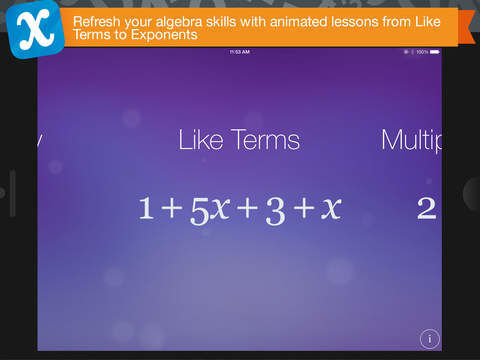 Refresh your algebra skills with animated lessons from Like
Terms to Exponents
11:53 AM
100%
y Like Terms Multip
1+5x+3+x 2
i